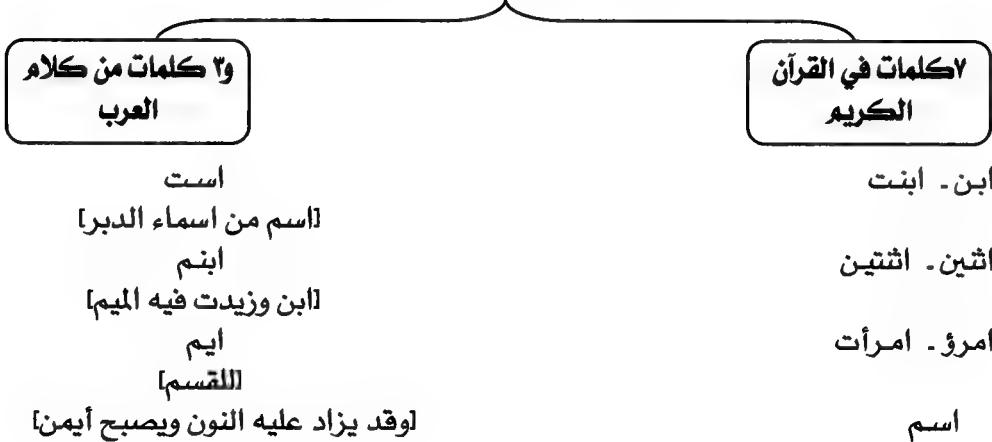 ٧كلمات في القرآن
الكريم
ابن ـ ابنت
اثنين ـ اثنتين
امرؤ ـ امرأت
اسم
و٣ كلمات من كلام
العرب
است
[اسم من اسماء الدبر]
ابنم
[ابن وزيدت فيه الميم]
ايم
[للقسم]
[وقد يزاد عليه النون ويصبح أيمن]